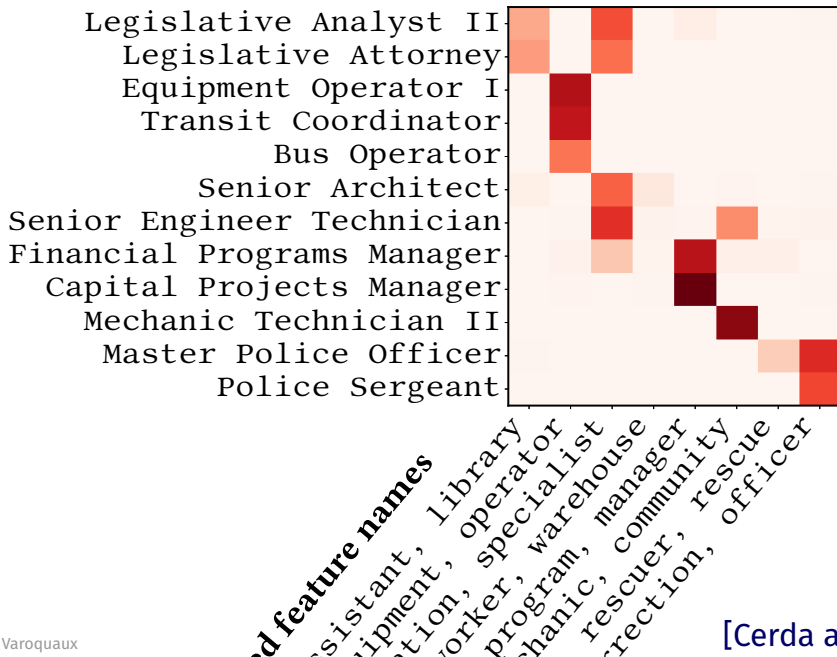 Legislative Analyst II
Legislative Attorney
Equipment Operator I
Transit Coordinator
Bus Operator
Senior Architect
Senior Engineer Technician
Financial Programs Manager
Capital Projects Manager
Mechanic Technician II
Master Police Officer
Police Sergeant
feature names
library
operator
specialist
warehouse
manager
community
rescuer, rescue
officer
worker,
program,
Varoquaux
[Cerda